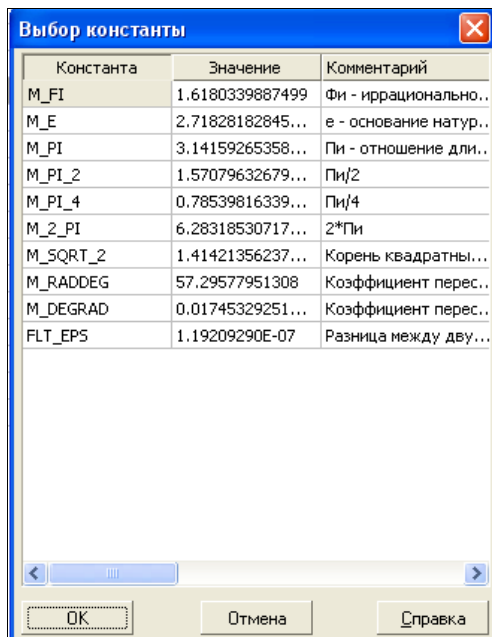 Выбор константы
Константа Значение Комментарий
M_FI 1.6180339887499 Фи - иррационально...
M_E 2.71828182845... е - основание натур...
M_PI 3.14159265358... Пи - отношение дли...
M_PI_2 1.57079632679... Пи/2
M_PI_4 0.78539816339... Пи/4
M_2_PI 6.28318530717... 2*Пи
M_SQRT_2 1.41421356237... Корень квадратны...
M_RADDEG 57.29577951308 Коэффициент перес...
M_DEGRAD 0.01745329251... Коэффициент перес...
FLT_EPS 1.19209290E-07 Разница между дву...
OK Отмена Справка